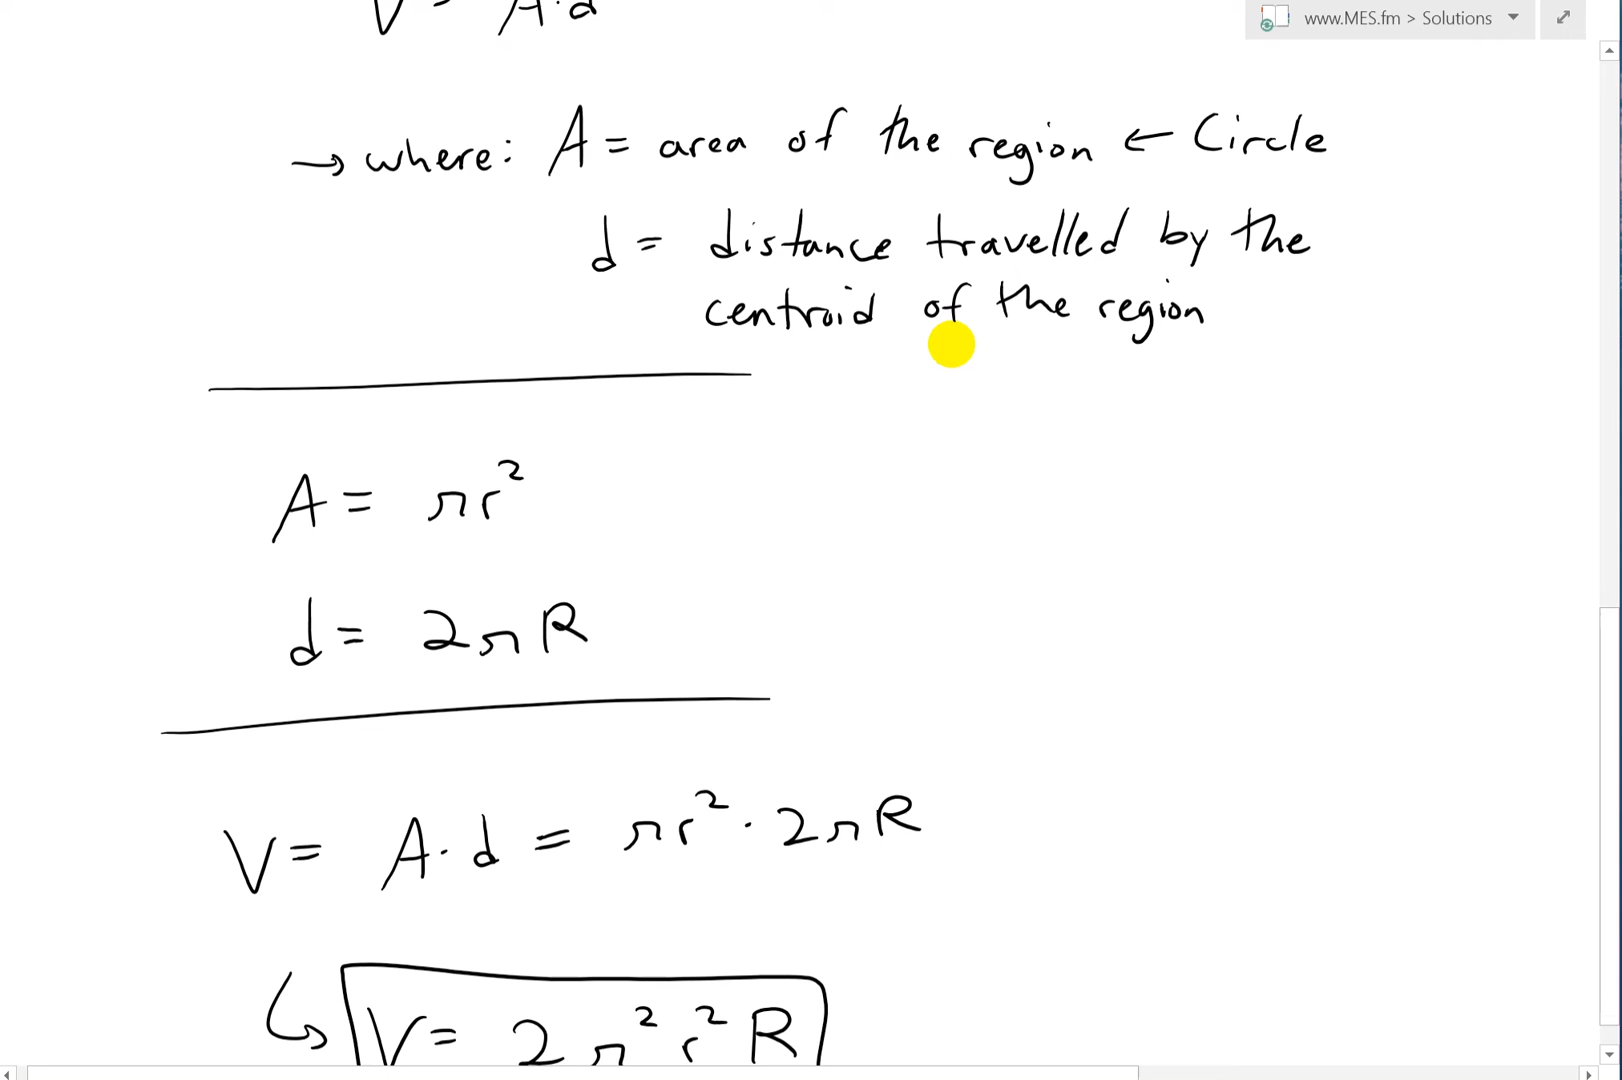 V = A·d
www.MES.fm > Solutions
→ where: A = area of the region ← Circle
d = distance travelled by the
centroid of the region
A = πr²
d = 2πR
V = A·d = πr² · 2πR
↳ V = 2π²r²R